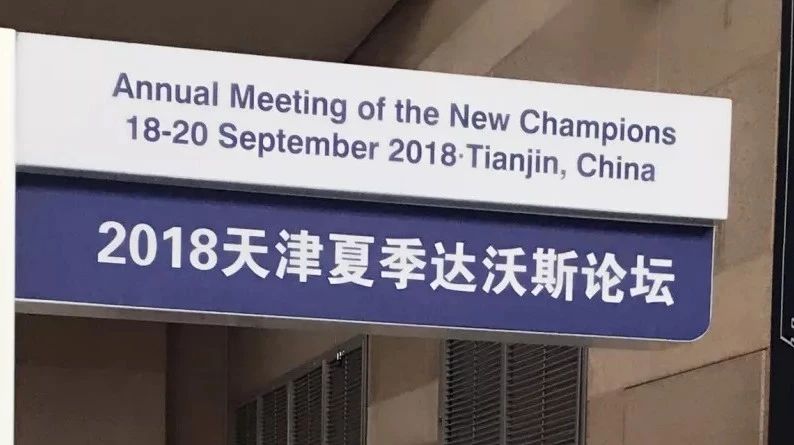 Annual Meeting of the New Champions
18-20 September 2018·Tianjin, China
2018天津夏季达沃斯论坛